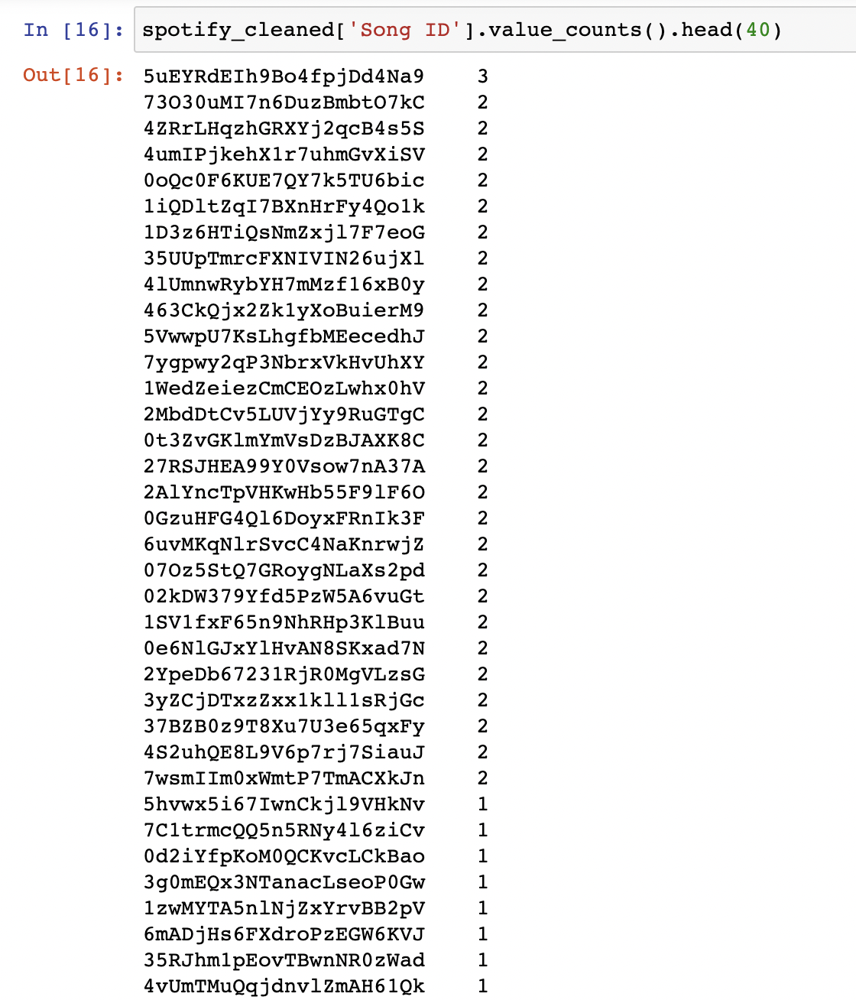 In [16]: spotify_cleaned['Song ID'].value_counts().head(40)
Out[16]: 5uEYRdEIh9Bo4fpjDd4Na9 3
73O30uMI7n6DuzBmbtO7kC 2
4ZRrLHqzhGRXYj2qcB4s5S 2
4umIPjkehX1r7uhmGvXiSV 2
0oQc0F6KUE7QY7k5TU6bic 2
1iQDltZqI7BXnHrFy4Qo1k 2
1D3z6HTiQsNmZxjl7F7eoG 2
35UUpTmrcFXNIVIN26ujXl 2
4lUmnwRybYH7mMzf16xB0y 2
463CkQjx2Zk1yXoBuierM9 2
5VwwpU7KsLhgfbMEecedhJ 2
7ygpwy2qP3NbrxVkHvUhXY 2
1WedZeiezCmCEOzLwhx0hV 2
2MbdDtCv5LUVjYy9RuGTgC 2
0t3ZvGKlmYmVsDzBJAXK8C 2
27RSJHEA99Y0Vsow7nA37A 2
2AlYncTpVHKwHb55F9lF6O 2
0GzuHFG4Ql6DoyxFRnIk3F 2
6uvMKqNlrSvcC4NaKnrwjZ 2
07Oz5StQ7GRoygNLaXs2pd 2
02kDW379Yfd5PzW5A6vuGt 2
1SV1fxF65n9NhRHp3KlBuu 2
0e6NlGJxYlHvAN8SKxad7N 2
2YpeDb67231RjR0MgVLzsG 2
3yZCjDTxzZxx1kll1sRjGc 2
37BZB0z9T8Xu7U3e65qxFy 2
4S2uhQE8L9V6p7rj7SiauJ 2
7wsmIIm0xWmtP7TmACXkJn 2
5hvwx5i67IwnCkjl9VHkNv 1
7C1trmcQQ5n5RNy4l6ziCv 1
0d2iYfpKoM0QCKvcLCkBao 1
3g0mEQx3NTanacLseoP0Gw 1
1zwMYTA5nlNjZxYrvBB2pV 1
6mADjHs6FXdroPzEGW6KVJ 1
35RJhm1pEovTBwnNR0zWad 1
4vUmTMuQqjdnvlZmAH61Qk 1